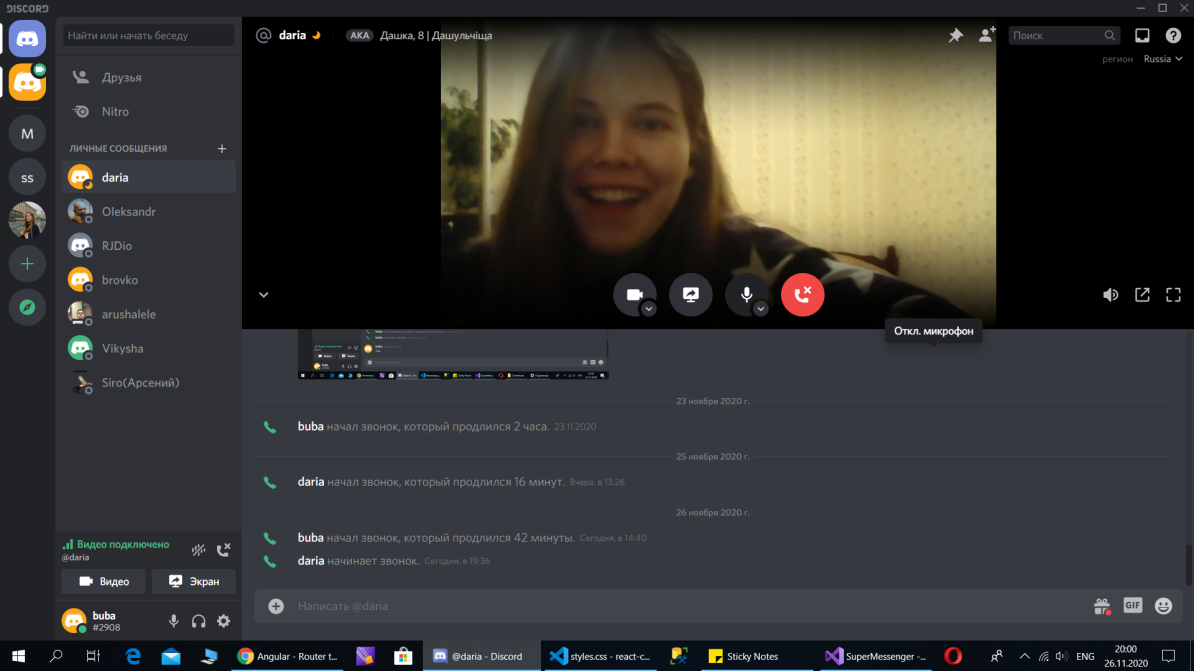 DISCORD
Найти или начать беседу
Друзья
Nitro
ЛИЧНЫЕ СООБЩЕНИЯ
daria
Oleksandr
RJDio
brovko
arushalele
Vikysha
Siro(Арсений)
M
ss
Видео подключено
@daria
Видео
Экран
buba
#2908
@ daria
AKA Дашка, 8 | Дашульчіща
Поиск
регион Russia
Откл. микрофон
23 ноября 2020 г.
buba начал звонок, который продлился 2 часа. 23.11.2020
25 ноября 2020 г.
daria начал звонок, который продлился 16 минут. Вчера, в 13:26
26 ноября 2020 г.
buba начал звонок, который продлился 42 минуты. Сегодня, в 14:40
daria начинает звонок. Сегодня, в 19:36
Написать @daria
GIF
Angular - Router t...
@daria - Discord
styles.css - react-c...
Sticky Notes
SuperMessenger -...
ENG
20:00
26.11.2020